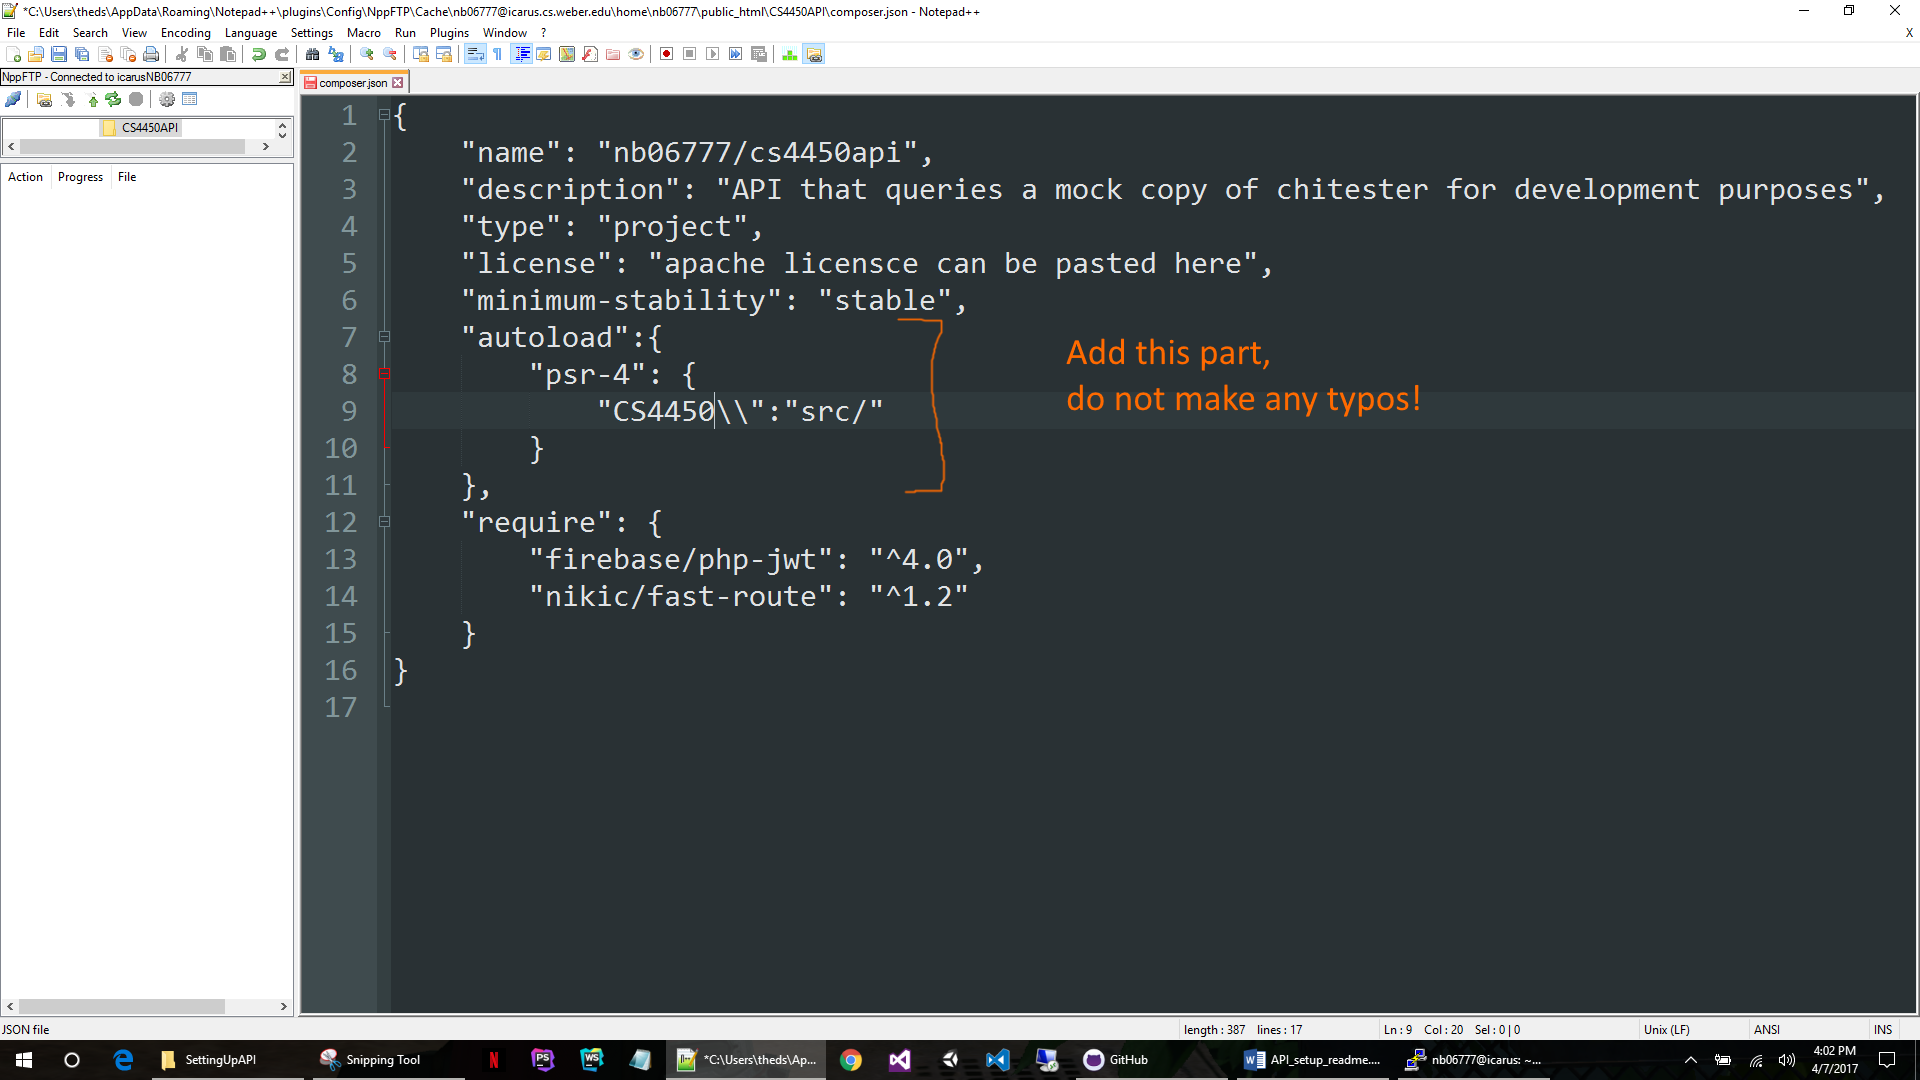 *C:\Users\theds\AppData\Roaming\Notepad++\plugins\Config\NppFTP\Cache\nb06777@icarus.cs.weber.edu\home\nb06777\public_html\CS4450API\composer.json - Notepad++
File Edit Search View Encoding Language Settings Macro Run Plugins Window ? X
NppFTP - Connected to icarusNB06777
composer.json
CS4450API
Action Progress File
1 {
2 "name": "nb06777/cs4450api",
3 "description": "API that queries a mock copy of chitester for development purposes",
4 "type": "project",
5 "license": "apache licensce can be pasted here",
6 "minimum-stability": "stable",
7 "autoload":{
8 "psr-4": {
9 "CS4450\\":"src/"
10 }
11 },
12 "require": {
13 "firebase/php-jwt": "^4.0",
14 "nikic/fast-route": "^1.2"
15 }
16 }
17
Add this part,
do not make any typos!
JSON file length : 387 lines : 17 Ln : 9 Col : 20 Sel : 0 | 0 Unix (LF) ANSI INS
SettingUpAPI Snipping Tool N PS WS *C:\Users\theds\Ap... GitHub API_setup_readme.... nb06777@icarus: ~...
4:02 PM
4/7/2017